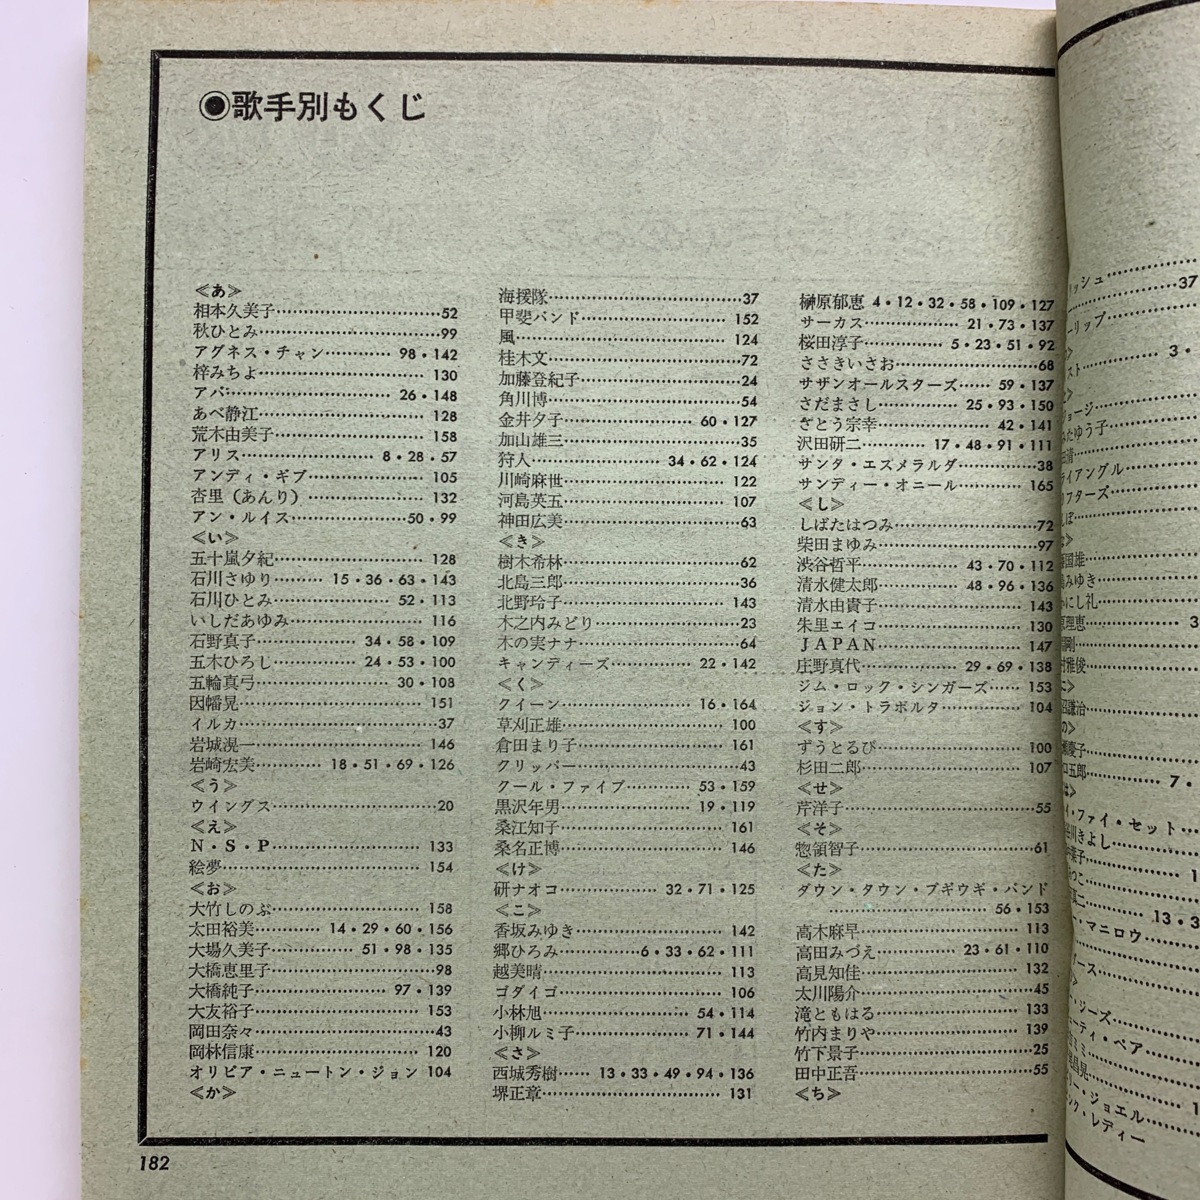 ◉歌手別もくじ
≪あ≫
相本久美子…………52
秋ひとみ…………99
アグネス・チャン………… 98・142
梓みちよ………… 130
アバ………… 26・148
あべ静江………… 128
荒木由美子………… 158
アリス………… 8・28・57
アンディ・ギブ………… 105
杏里(あんり)………… 132
アン・ルイス…………50・99
≪い≫
五十嵐夕紀………… 128
石川さゆり……… 15・36・63・143
石川ひとみ………… 52・113
いしだあゆみ………… 116
石野真子………… 34・58・109
五木ひろし………… 24・53・100
五輪真弓………… 30・108
因幡晃………… 151
イルカ…………37
岩城滉一………… 146
岩崎宏美………… 18・51・69・126
≪う≫
ウイングス…………20
≪え≫
N・S・P………… 133
絵夢………… 154
≪お≫
大竹しのぶ………… 158
太田裕美………… 14・29・60・156
大場久美子………… 51・98・135
大橋恵里子…………98
大橋純子………… 97・139
大友裕子………… 153
岡田奈々…………43
岡林信康………… 120
オリビア・ニュートン・ジョン 104
≪か≫
海援隊…………37
甲斐バンド………… 152
風………… 124
桂木文…………72
加藤登紀子…………24
角川博…………54
金井夕子………… 60・127
加山雄三…………35
狩人………… 34・62・124
川崎麻世………… 122
河島英五………… 107
神田広美…………63
≪き≫
樹木希林…………62
北島三郎…………36
北野玲子………… 143
木之内みどり…………23
木の実ナナ…………64
キャンディーズ………… 22・142
≪く≫
クイーン………… 16・164
草刈正雄………… 100
倉田まり子………… 161
クリッパー…………43
クール・ファイブ………… 53・159
黒沢年男………… 19・119
桑江知子………… 161
桑名正博………… 146
≪け≫
研ナオコ………… 32・71・125
≪こ≫
香坂みゆき………… 142
郷ひろみ…………6・33・62・111
越美晴………… 113
ゴダイゴ………… 106
小林旭………… 54・114
小柳ルミ子………… 71・144
≪さ≫
西城秀樹…… 13・33・49・94・136
堺正章………… 131
榊原郁恵 4・12・32・58・109・127
サーカス………… 21・73・137
桜田淳子………… 5・23・51・92
ささきいさお…………68
サザンオールスターズ…… 59・137
さだまさし………… 25・93・150
さとう宗幸………… 42・141
沢田研二……… 17・48・91・111
サンタ・エズメラルダ…………38
サンディー・オニール………… 165
≪し≫
しばたはつみ…………72
柴田まゆみ…………97
渋谷哲平………… 43・70・112
清水健太郎………… 48・96・136
清水由貴子………… 143
朱里エイコ………… 130
JAPAN………… 147
庄野真代………… 29・69・138
ジム・ロック・シンガーズ…… 153
ジョン・トラボルタ………… 104
≪す≫
ずうとるび………… 100
杉田二郎………… 107
≪せ≫
芹洋子…………55
≪そ≫
惣領智子…………61
≪た≫
ダウン・タウン・ブギウギ・バンド
………… 56・153
高木麻早………… 113
高田みづえ………… 23・61・110
高見知佳………… 132
太川陽介…………45
滝ともはる………… 133
竹内まりや………… 139
竹下景子…………25
田中正吾…………55
≪ち≫
182